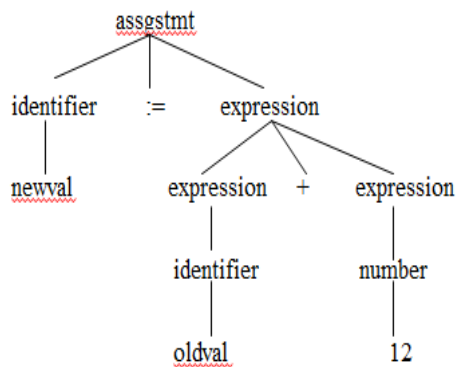 assgstmt
identifier := expression
newval expression + expression
identifier number
oldval 12